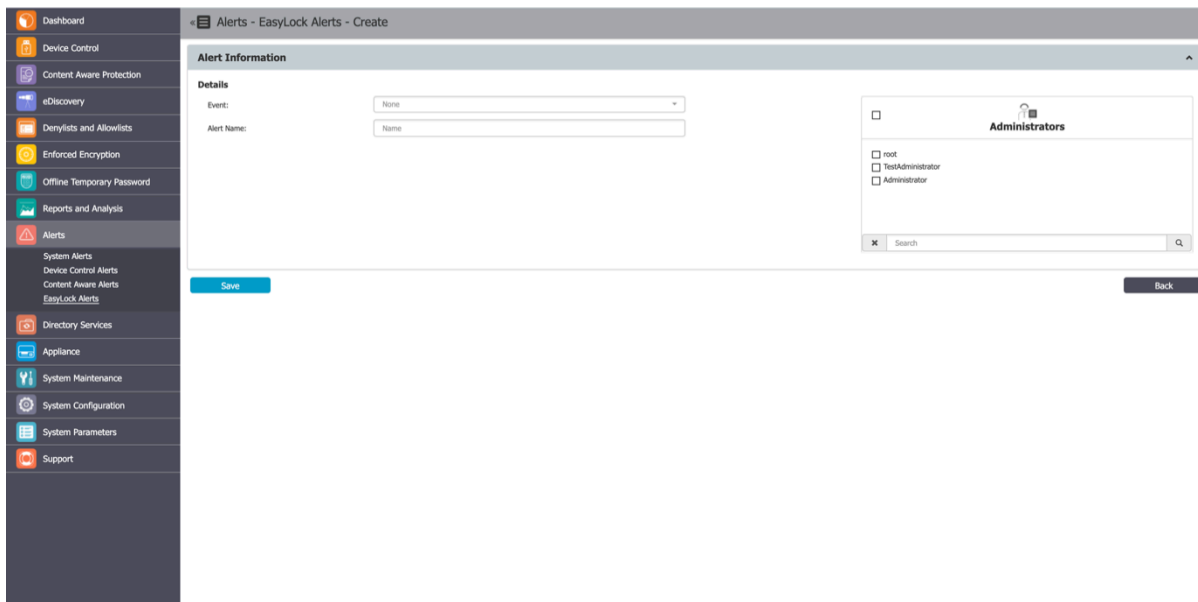 Dashboard
Device Control
Content Aware Protection
eDiscovery
Denylists and Allowlists
Enforced Encryption
Offline Temporary Password
Reports and Analysis
Alerts
System Alerts
Device Control Alerts
Content Aware Alerts
EasyLock Alerts
Directory Services
Appliance
System Maintenance
System Configuration
System Parameters
Support
Alerts - EasyLock Alerts - Create
Alert Information
Details
Event:
None
Alert Name:
Name
Administrators
root
TestAdministrator
Administrator
Search
Save
Back